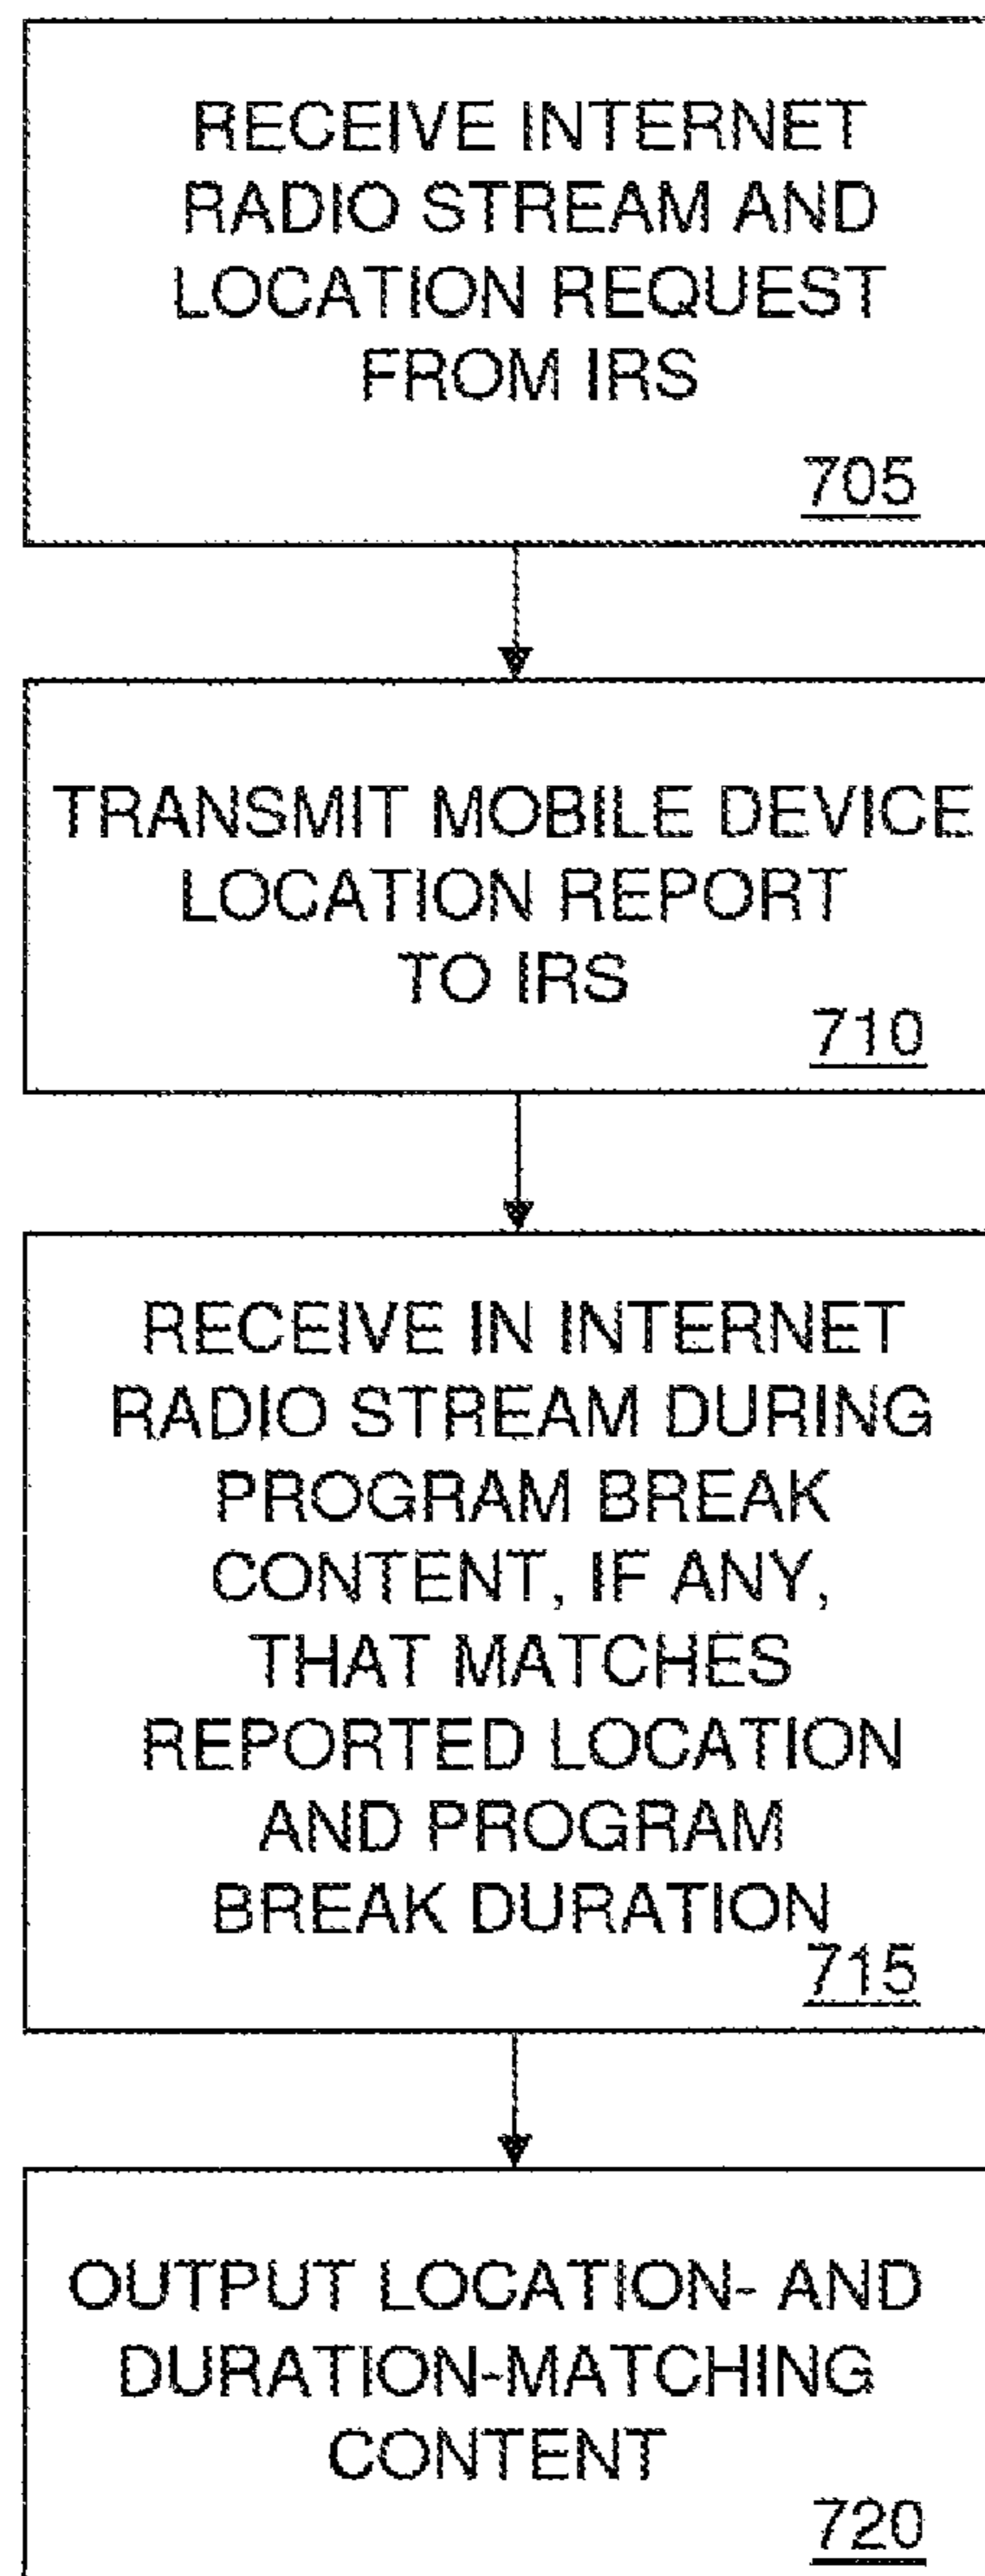 RECEIVE INTERNET
RADIO STREAM AND
LOCATION REQUEST
FROM IRS
705
TRANSMIT MOBILE DEVICE
LOCATION REPORT
TO IRS
710
RECEIVE IN INTERNET
RADIO STREAM DURING
PROGRAM BREAK
CONTENT, IF ANY,
THAT MATCHES
REPORTED LOCATION
AND PROGRAM
BREAK DURATION
715
OUTPUT LOCATION- AND
DURATION-MATCHING
CONTENT
720